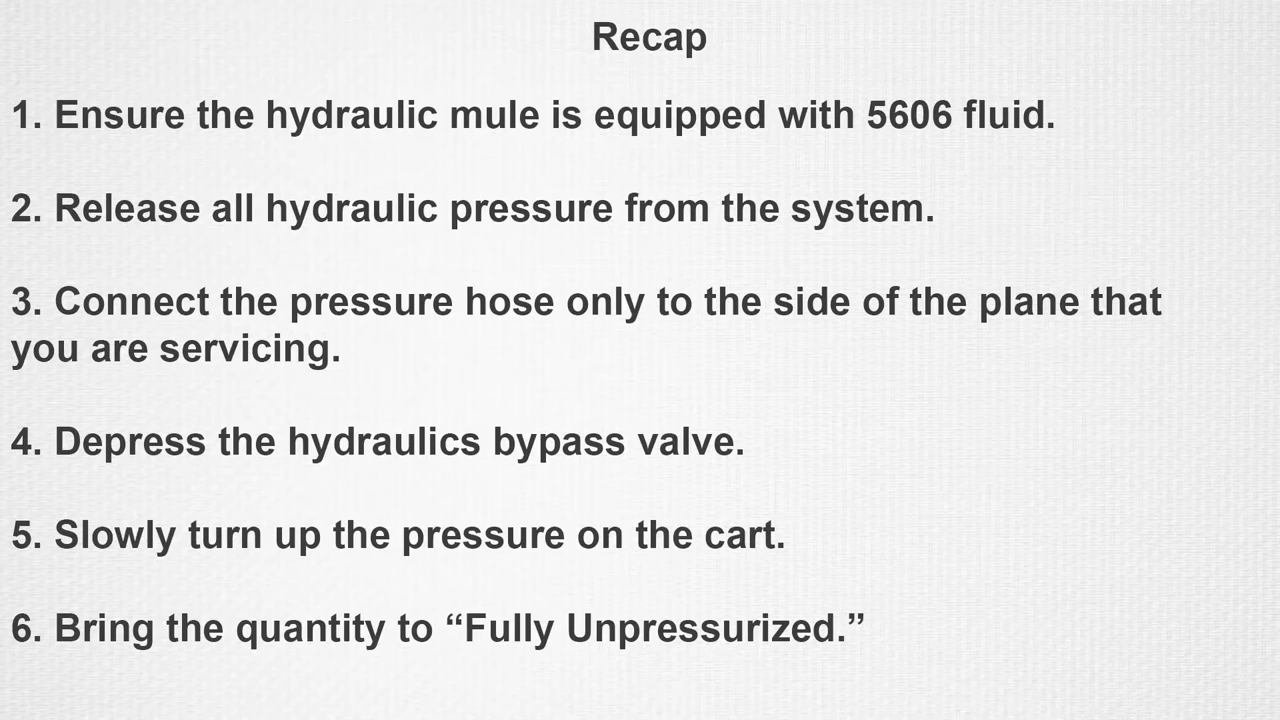 Recap
1. Ensure the hydraulic mule is equipped with 5606 fluid.
2. Release all hydraulic pressure from the system.
3. Connect the pressure hose only to the side of the plane that
you are servicing.
4. Depress the hydraulics bypass valve.
5. Slowly turn up the pressure on the cart.
6. Bring the quantity to “Fully Unpressurized.”